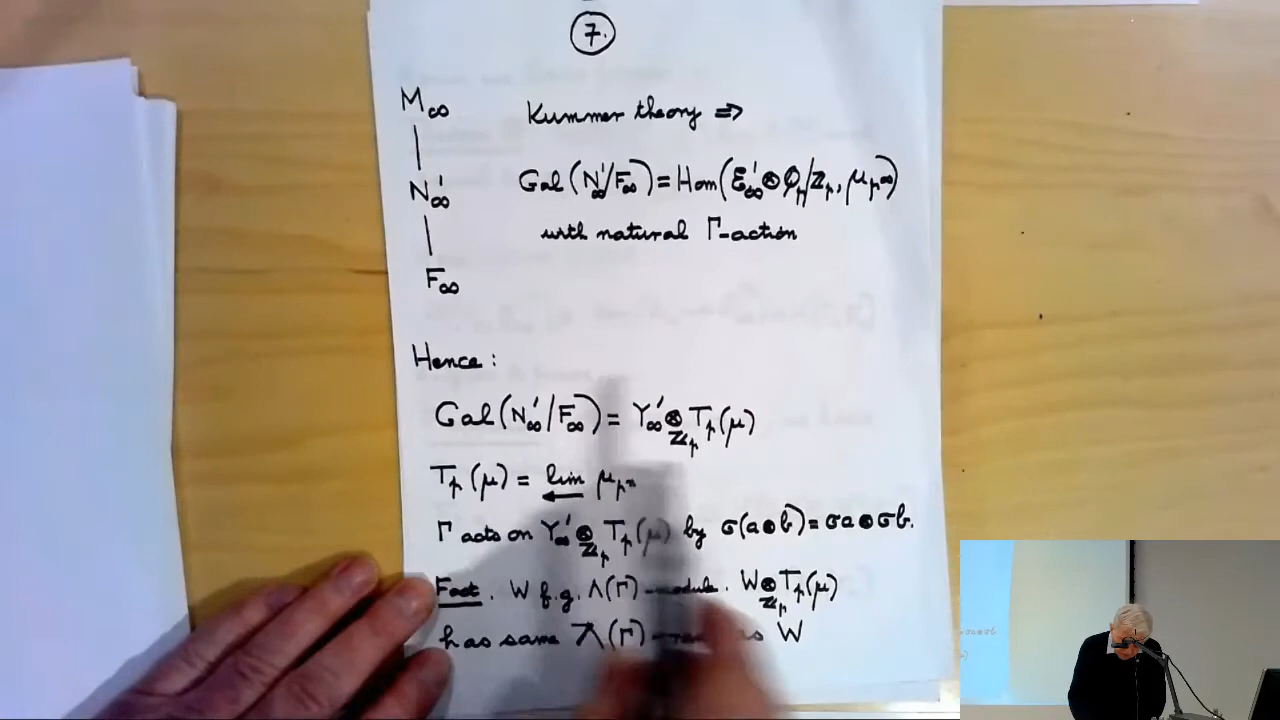 7.
M∞
Kummer theory ⇒
N'∞
Gal(N'∞/F∞) = Hom(E'∞ ⊗ Qp/Zp, μp∞)
with natural Γ-action
F∞
Hence :
Gal(N'∞/F∞) = Y'∞ ⊗Zp Tp(μ)
Tp(μ) = lim← μpn
Γ acts on Y'∞ ⊗Zp Tp(μ) by σ(a⊗b) = σa⊗σb.
Fact. W f.g. Λ(Γ)-module. W⊗Zp Tp(μ)
has same Λ(Γ)- as W